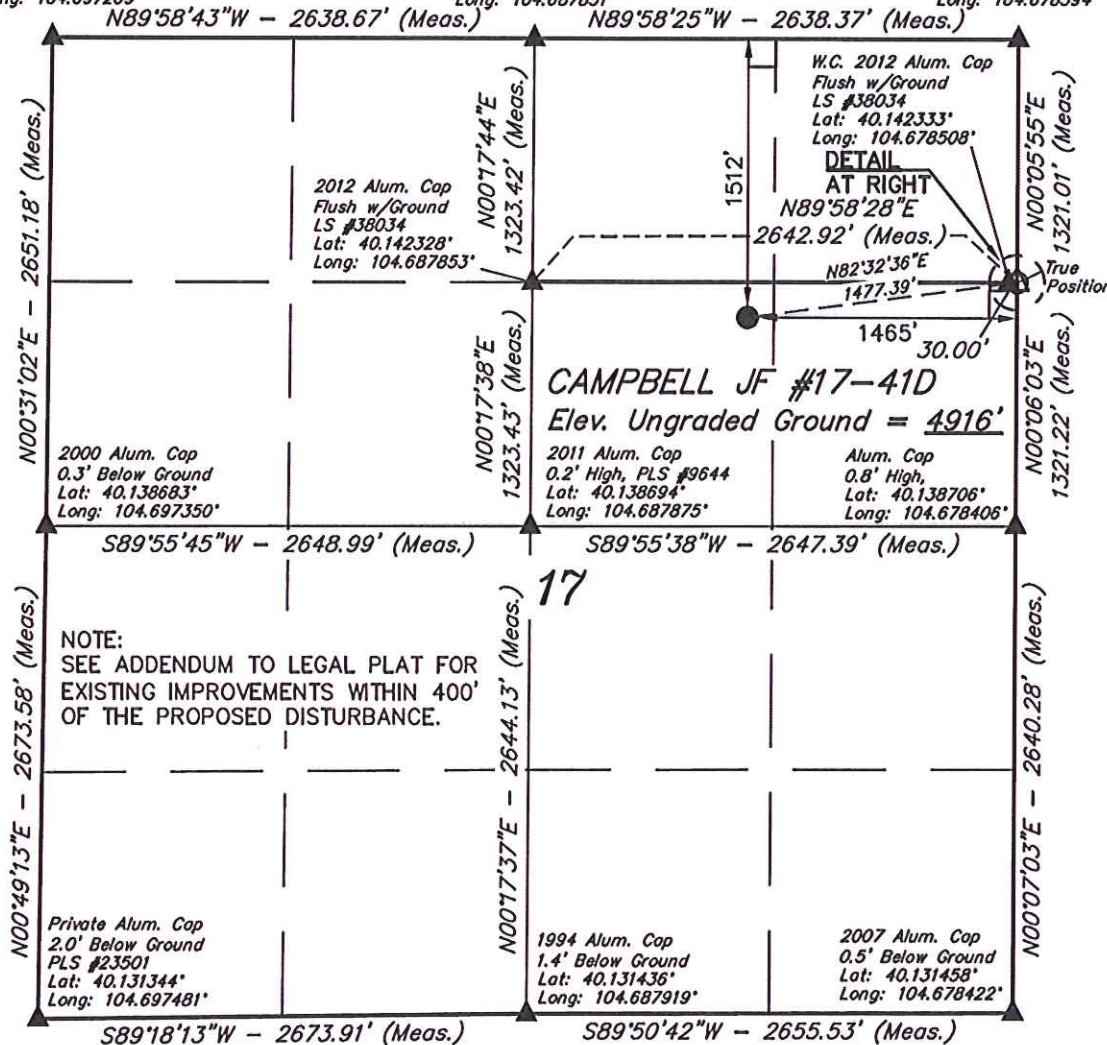 N89°58'43"W - 2638.67' (Meas.)
N89°58'25"W - 2638.37' (Meas.)
W.C. 2012 Alum. Cap
Flush w/Ground
LS #38034
Lat: 40.142333°
Long: 104.678508°
DETAIL
AT RIGHT
N00°17'44"E
1323.42' (Meas.)
N00°05'55"E
1321.01' (Meas.)
1512'
2012 Alum. Cap
Flush w/Ground
LS #38034
Lat: 40.142328°
Long: 104.687853°
N89°58'28"E
2642.92' (Meas.)
N82°32'36"E
1477.39'
True
Position
1465'
30.00'
N00°31'02"E - 2651.18' (Meas.)
N00°17'38"E
1323.43' (Meas.)
N00°06'03"E
1321.22' (Meas.)
CAMPBELL JF #17-41D
Elev. Ungraded Ground = 4916'
2000 Alum. Cap
0.3' Below Ground
Lat: 40.138683°
Long: 104.697350°
2011 Alum. Cap
0.2' High, PLS #9644
Lat: 40.138694°
Long: 104.687875°
Alum. Cap
0.8' High,
Lat: 40.138706°
Long: 104.678406°
S89°55'45"W - 2648.99' (Meas.)
S89°55'38"W - 2647.39' (Meas.)
17
NOTE:
SEE ADDENDUM TO LEGAL PLAT FOR
EXISTING IMPROVEMENTS WITHIN 400'
OF THE PROPOSED DISTURBANCE.
N00°49'13"E - 2673.58' (Meas.)
N00°17'37"E - 2644.13' (Meas.)
N00°07'03"E - 2640.28' (Meas.)
Private Alum. Cap
2.0' Below Ground
PLS #23501
Lat: 40.131344°
Long: 104.697481°
1994 Alum. Cap
1.4' Below Ground
Lat: 40.131436°
Long: 104.687919°
2007 Alum. Cap
0.5' Below Ground
Lat: 40.131458°
Long: 104.678422°
S89°18'13"W - 2673.91' (Meas.)
S89°50'42"W - 2655.53' (Meas.)